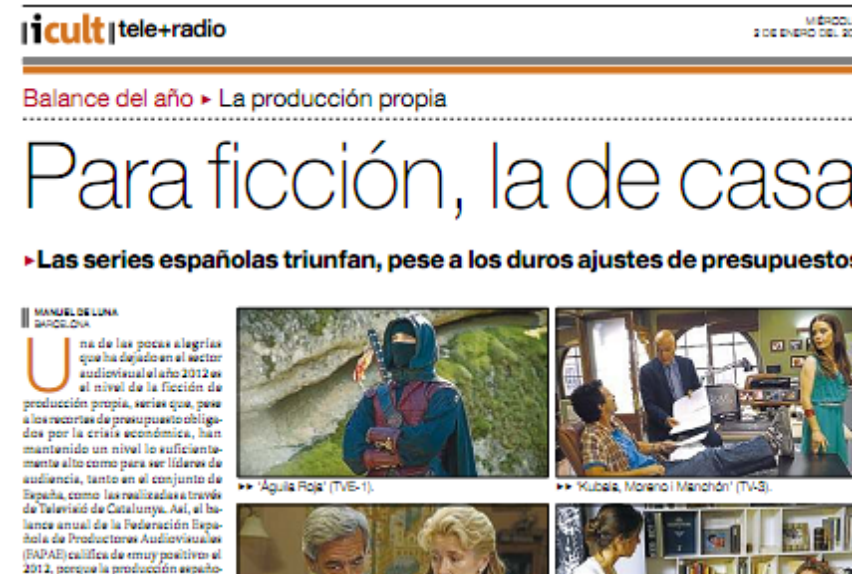 icult tele+radio
MIÉRCOL
2 DE ENERO DEL 20
Balance del año ▸ La producción propia
Para ficción, la de casa
▸Las series españolas triunfan, pese a los duros ajustes de presupuestos
MANUEL DE LUNA
BARCELONA
Una de las pocas alegrías
que ha dejado en el sector
audiovisual el año 2012 es
el nivel de la ficción de
producción propia, series que, pese
a los recortes de presupuesto obliga-
dos por la crisis económica, han
mantenido un nivel lo suficiente-
mente alto como para ser líderes de
audiencia, tanto en el conjunto de
España, como las realizadas a través
de Televisió de Catalunya. Así, el ba-
lance anual de la Federación Espa-
ñola de Productores Audiovisuales
(FAPAE) califica de «muy positivo» el
2012, porque la producción españo-
▸▸ 'Águila Roja' (TVE-1).
▸▸ 'Kubala, Moreno i Manchón' (TV-3).